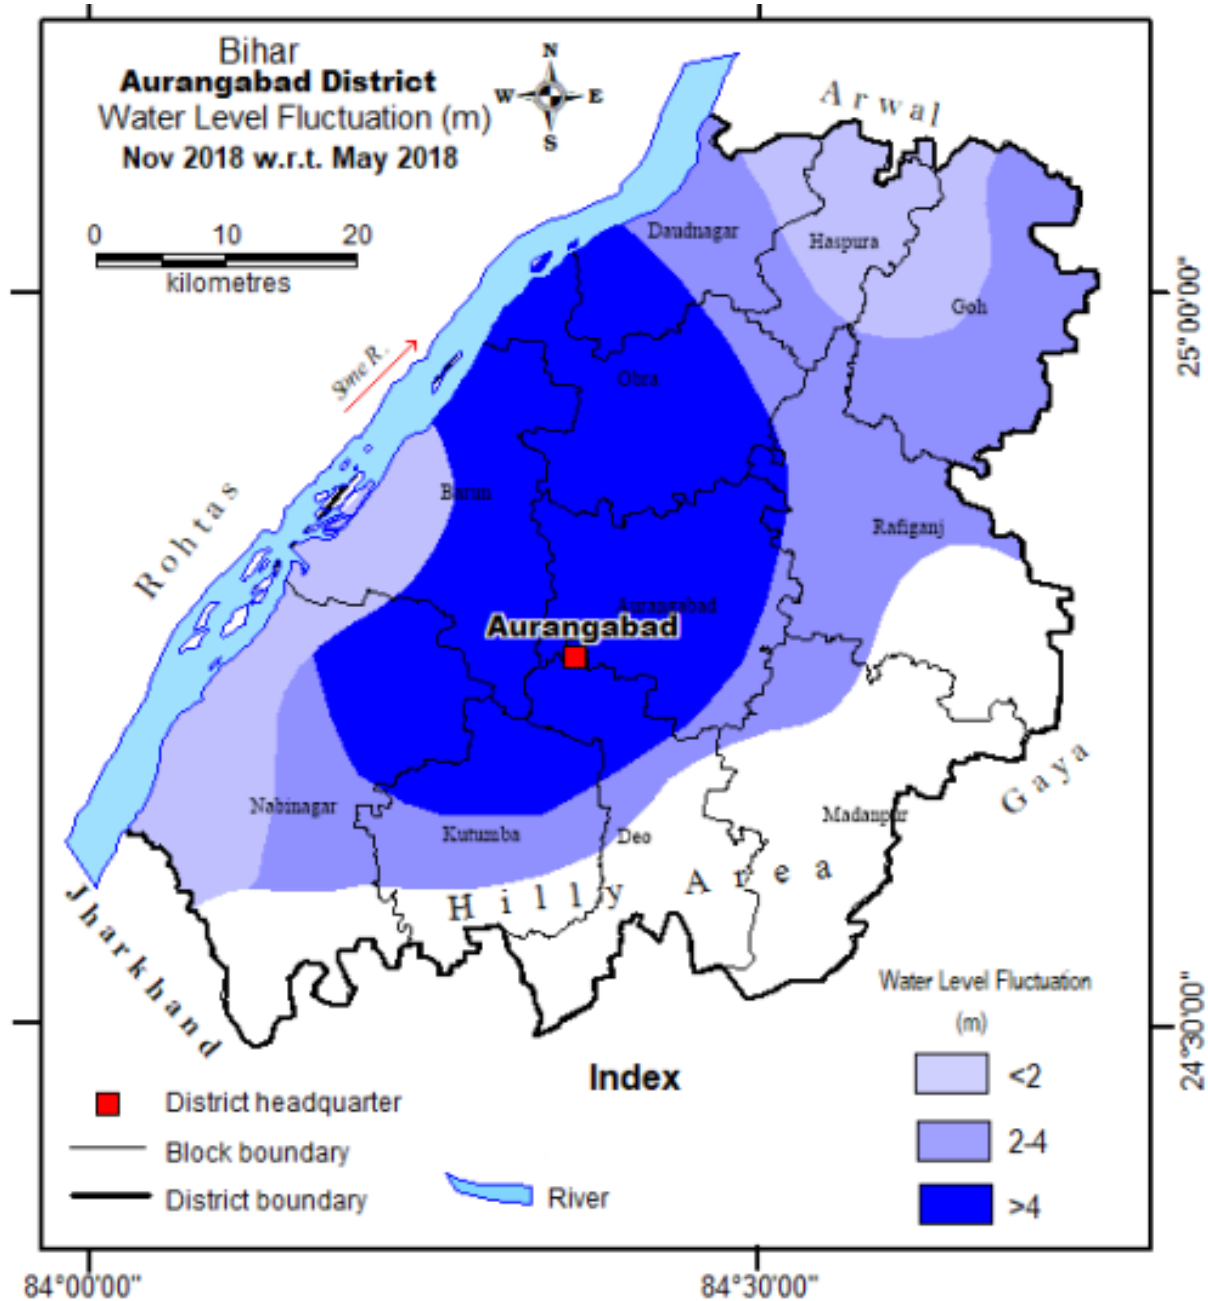 Bihar
Aurangabad District
Water Level Fluctuation (m)
Nov 2018 w.r.t. May 2018
N
W E
S
0 10 20
kilometres
Arwal
Daudnagar
Haspura
Goh
25°00'00"
Sone R.
Obra
Barun
Rohtas
Rafiganj
Aurangabad
Aurangabad
Nabinagar
Kutumba
Deo
Madanpur
Gaya
Hilly Area
Jharkhand
24°30'00"
Water Level Fluctuation
(m)
<2
2-4
>4
Index
District headquarter
Block boundary
District boundary
River
84°00'00"
84°30'00"